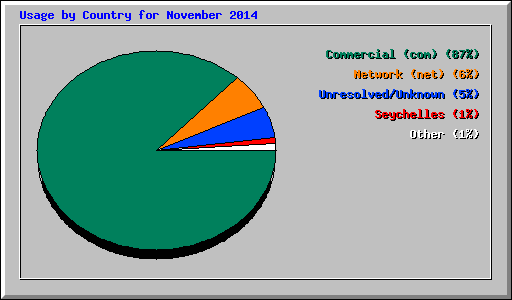 Usage by Country for November 2014
Commercial (com) (87%)
Network (net) (6%)
Unresolved/Unknown (5%)
Seychelles (1%)
Other (1%)